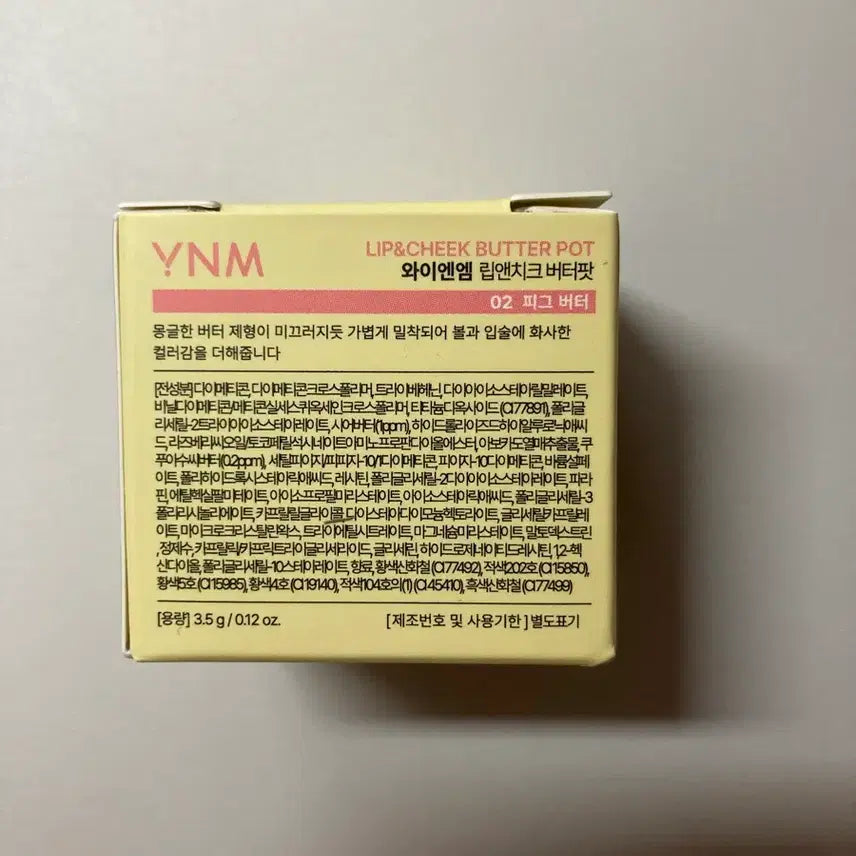 YNM
LIP&CHEEK BUTTER POT
와이엔엠 립앤치크 버터팟
02 피그 버터
몽글한 버터 제형이 미끄러지듯 가볍게 밀착되어 볼과 입술에 화사한
컬러감을 더해줍니다
[전성분] 다이메티콘, 다이메티콘크로스폴리머, 트라이베헤닌, 다이아이소스테아릴말레이트,
비닐다이메티콘/메티콘실세스퀴옥세인크로스폴리머, 티타늄디옥사이드 (CI 77891), 폴리글
리세릴-2트라이아이소스테아레이트, 시어버터(1ppm), 하이드롤라이즈드하이알루로닉애씨
드, 라즈베리씨오일/토코페릴석시네이트아미노프로판다이올에스터, 아보카도열매추출물, 쿠
푸아수씨버터(0.2ppm), 세틸피이지/피피지-10/1다이메티콘, 피이지-10다이메티콘, 바륨설페
이트, 폴리하이드록시스테아릭애씨드, 레시틴, 폴리글리세릴-2다이아이소스테아레이트, 파라
핀, 에틸헥실팔미테이트, 아이소프로필미리스테이트, 아이소스테아릭애씨드, 폴리글리세릴-3
폴리리시놀리에이트, 카프릴릴글라이콜, 다이스테아다이모늄헥토라이트, 글리세릴카프릴레
이트, 마이크로크리스탈린왁스, 트라이에틸시트레이트, 마그네슘미리스테이트, 말토덱스트린
, 정제수, 카프릴릭/카프릭트라이글리세라이드, 글리세린, 하이드로제네이티드레시틴, 1,2-헥
산다이올, 폴리글리세릴-10스테아레이트, 향료, 황색산화철 (CI 77492), 적색202호 (CI 15850),
황색5호 (CI 15985), 황색4호 (CI 19140), 적색104호의(1) (CI 45410), 흑색산화철 (CI 77499)
[용량] 3.5 g / 0.12 oz.
[제조번호 및 사용기한] 별도표기